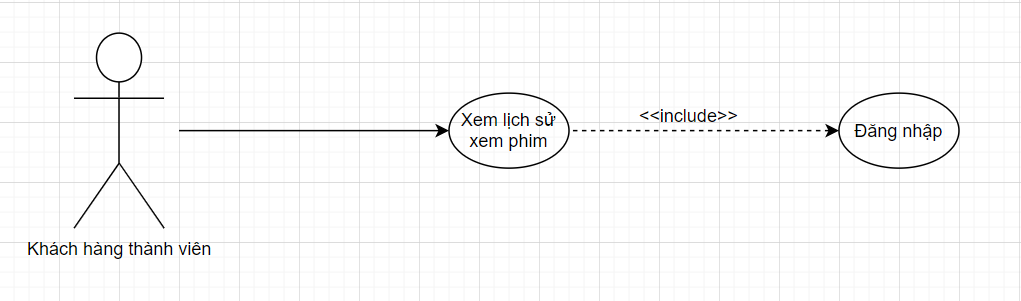 Xem lịch sử
xem phim
<<include>>
Đăng nhập
Khách hàng thành viên